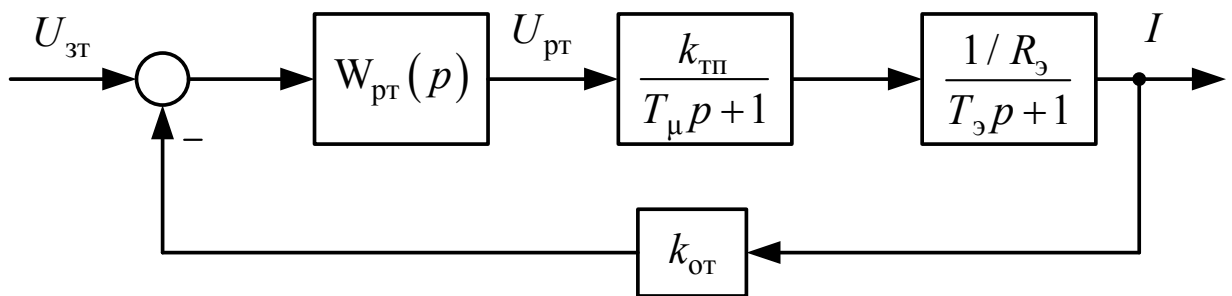 U_зт
W_рт(p)
U_рт
k_тп
T_μ p + 1
1 / R_э
T_э p + 1
I
−
k_от